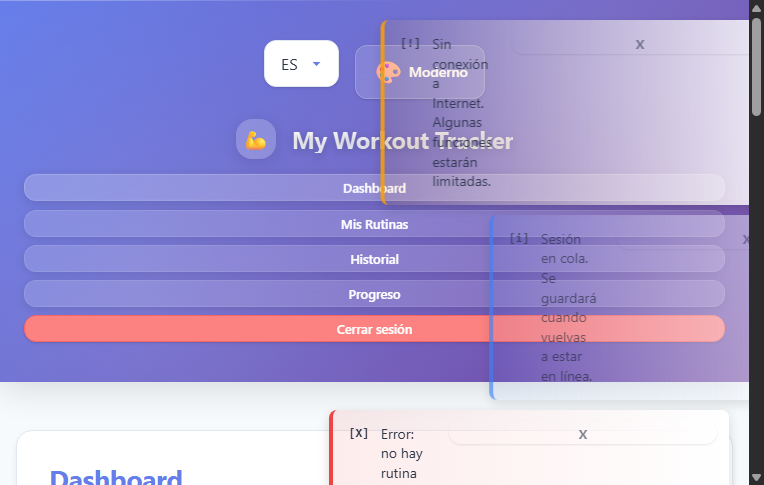 ES
Moderno
My Workout Tracker
Dashboard
Mis Rutinas
Historial
Progreso
Cerrar sesión
[!] Sin
conexión
a
Internet.
Algunas
funciones
estarán
limitadas.
X
[i] Sesión
en cola.
Se
guardará
cuando
vuelvas
a estar
en línea.
X
[X] Error:
no hay
rutina
X
Dashboard